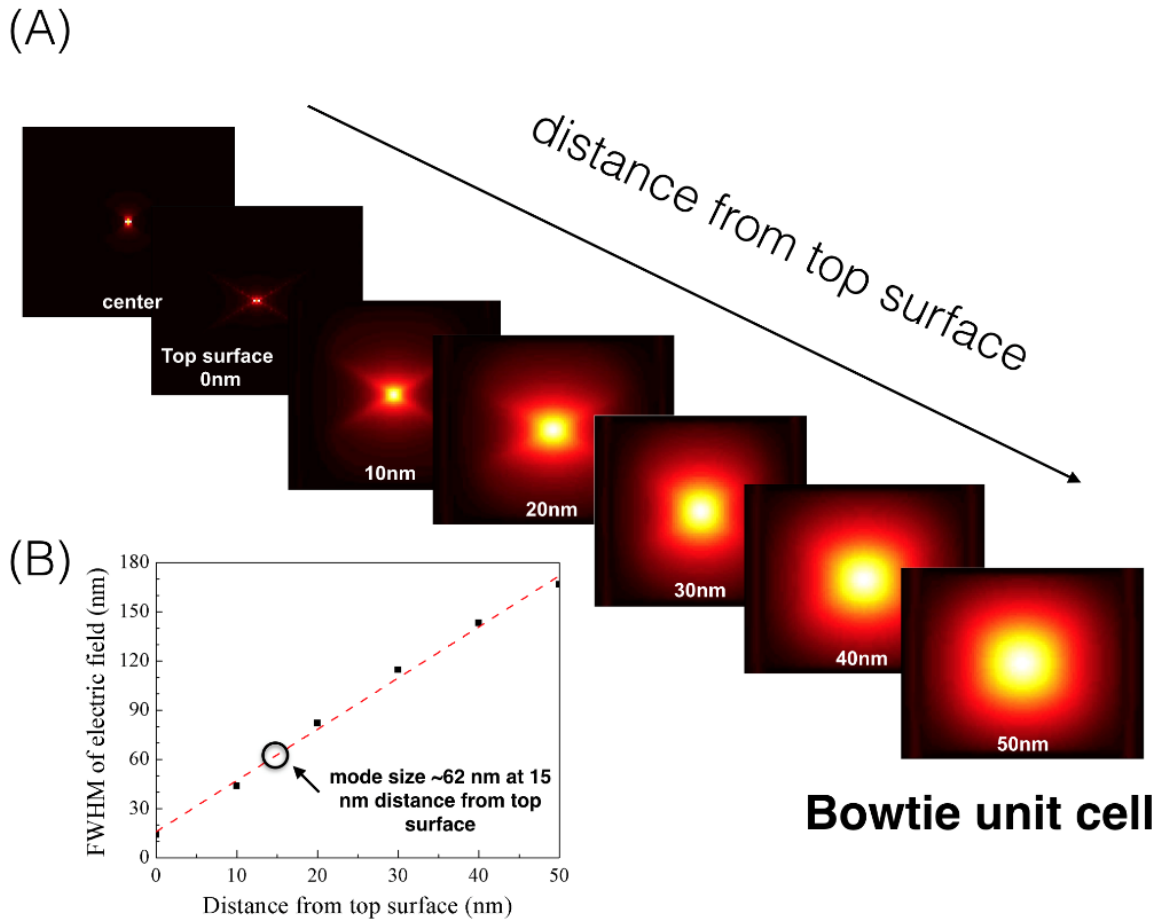 (A)
distance from top surface
center
Top surface
0nm
10nm
20nm
30nm
40nm
50nm
Bowtie unit cell
(B)
FWHM of electric field (nm)
180
150
120
90
60
30
0
mode size ~62 nm at 15
nm distance from top
surface
0
10
20
30
40
50
Distance from top surface (nm)